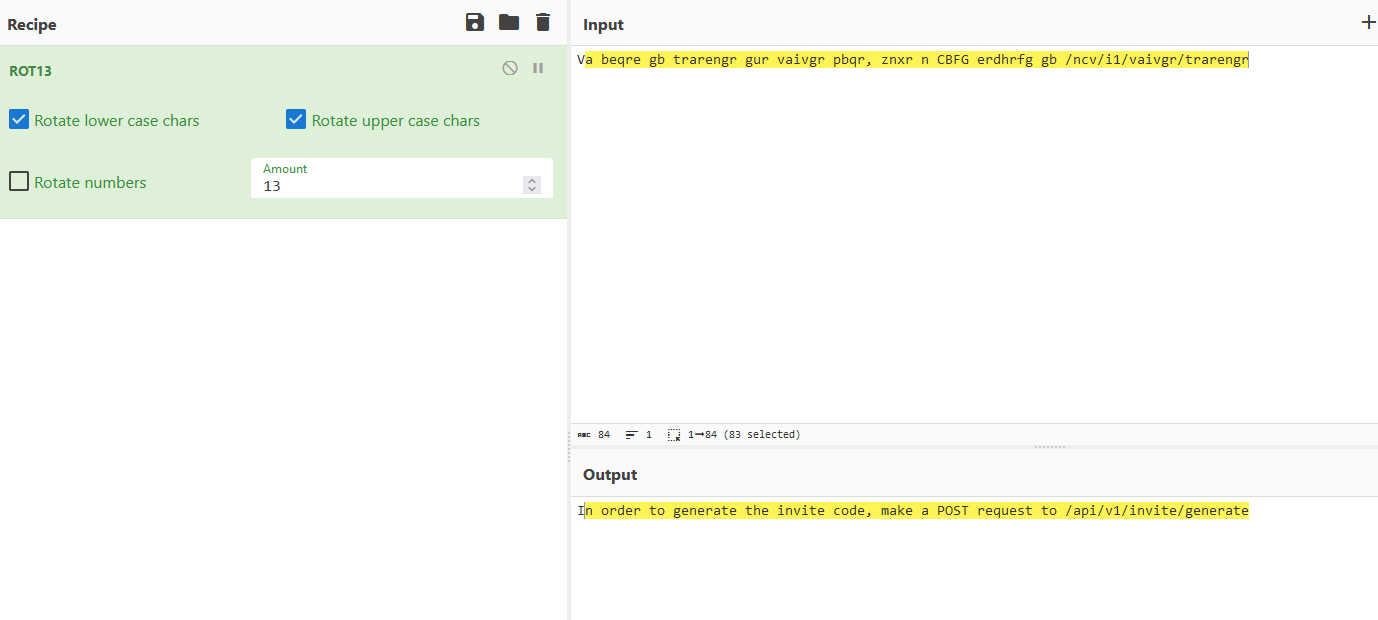 Recipe
ROT13
Rotate lower case chars
Rotate upper case chars
Rotate numbers
Amount
13
Input
Va beqre gb trarengr gur vaivgr pbqr, znxr n CBFG erdhrfg gb /ncv/i1/vaivgr/trarengr
ABC 84 1 1→84 (83 selected)
Output
In order to generate the invite code, make a POST request to /api/v1/invite/generate